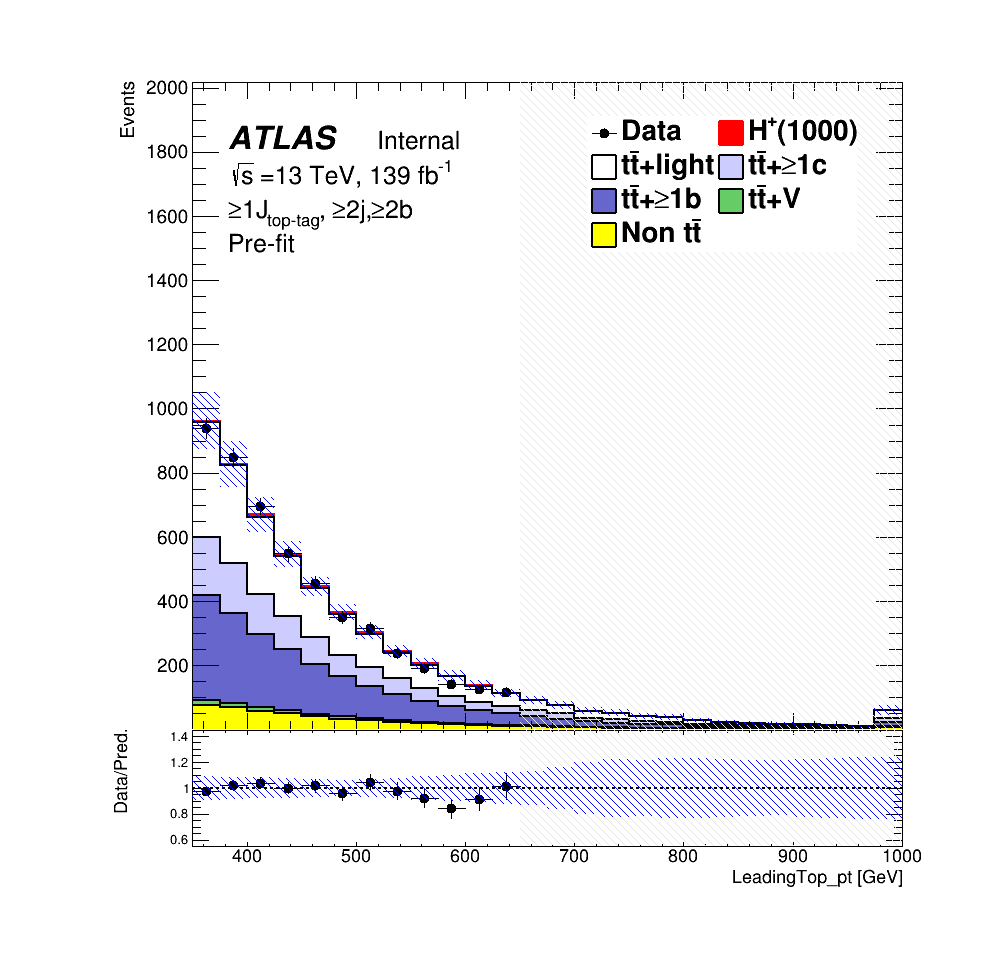 Events
2000
1800
1600
1400
1200
1000
800
600
400
200
ATLAS Internal
√s =13 TeV, 139 fb⁻¹
≥1J_top-tag, ≥2j,≥2b
Pre-fit
Data
H⁺(1000)
tt̄+light
tt̄+≥1c
tt̄+≥1b
tt̄+V
Non tt̄
Data/Pred.
1.4
1.2
1
0.8
0.6
400 500 600 700 800 900 1000
LeadingTop_pt [GeV]